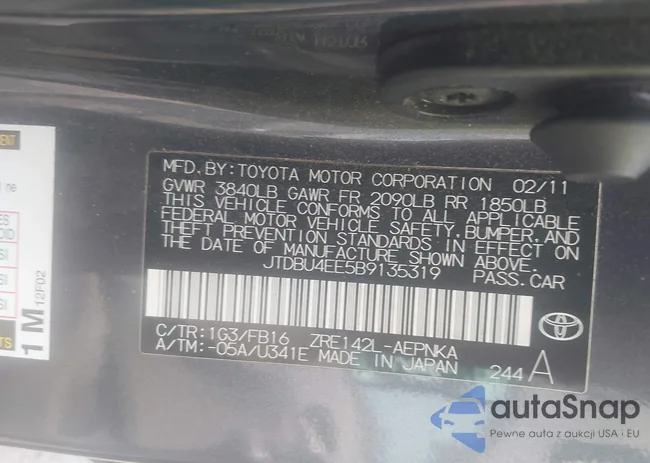 MFD. BY: TOYOTA MOTOR CORPORATION 02/11
GVWR 3840LB GAWR FR 2090LB RR 1850LB
THIS VEHICLE CONFORMS TO ALL APPLICABLE
FEDERAL MOTOR VEHICLE SAFETY, BUMPER, AND
THEFT PREVENTION STANDARDS IN EFFECT ON
THE DATE OF MANUFACTURE SHOWN ABOVE.
JTDBU4EE5B9135319 PASS.CAR
C/TR: 1G3/FB16 ZRE142L-AEPNKA
A/TM: -05A/U341E MADE IN JAPAN 244 A
1M 12F02
autaSnap
Pewne auta z aukcji USA i EU